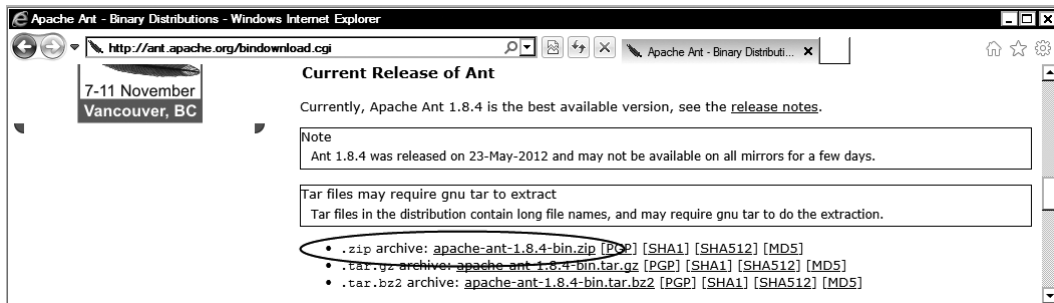 Apache Ant - Binary Distributions - Windows Internet Explorer
http://ant.apache.org/bindownload.cgi
Apache Ant - Binary Distributi...
7-11 November
Vancouver, BC
Current Release of Ant
Currently, Apache Ant 1.8.4 is the best available version, see the release notes.
Note
Ant 1.8.4 was released on 23-May-2012 and may not be available on all mirrors for a few days.
Tar files may require gnu tar to extract
Tar files in the distribution contain long file names, and may require gnu tar to do the extraction.
• .zip archive: apache-ant-1.8.4-bin.zip [PGP] [SHA1] [SHA512] [MD5]
• .tar.gz archive: apache-ant-1.8.4-bin.tar.gz [PGP] [SHA1] [SHA512] [MD5]
• .tar.bz2 archive: apache-ant-1.8.4-bin.tar.bz2 [PGP] [SHA1] [SHA512] [MD5]